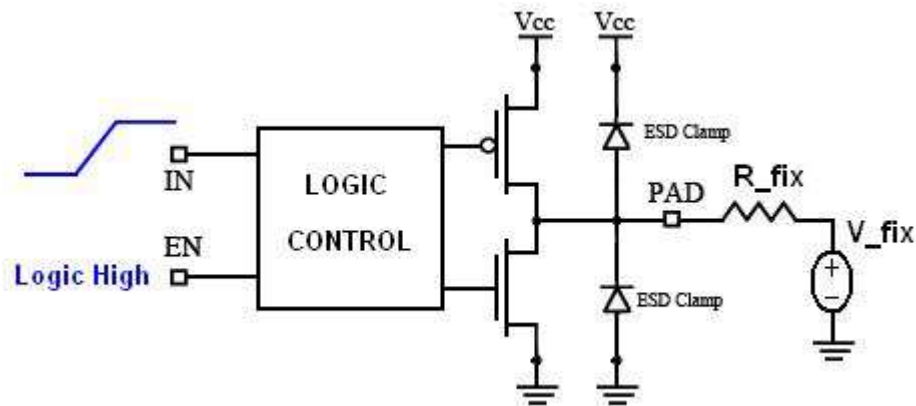 Vcc
Vcc
ESD Clamp
IN
LOGIC
CONTROL
PAD
R_fix
EN
V_fix
Logic High
ESD Clamp
+
−